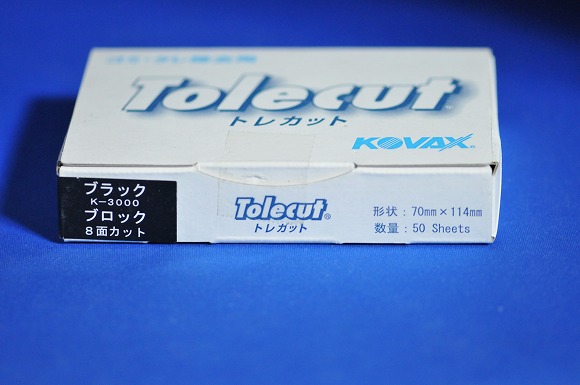 Tolecut®
トレカット
KOVAX®
ブラック
K-3000
ブロック
8面カット
Tolecut®
トレカット
形状：70mm×114mm
数量：50 Sheets